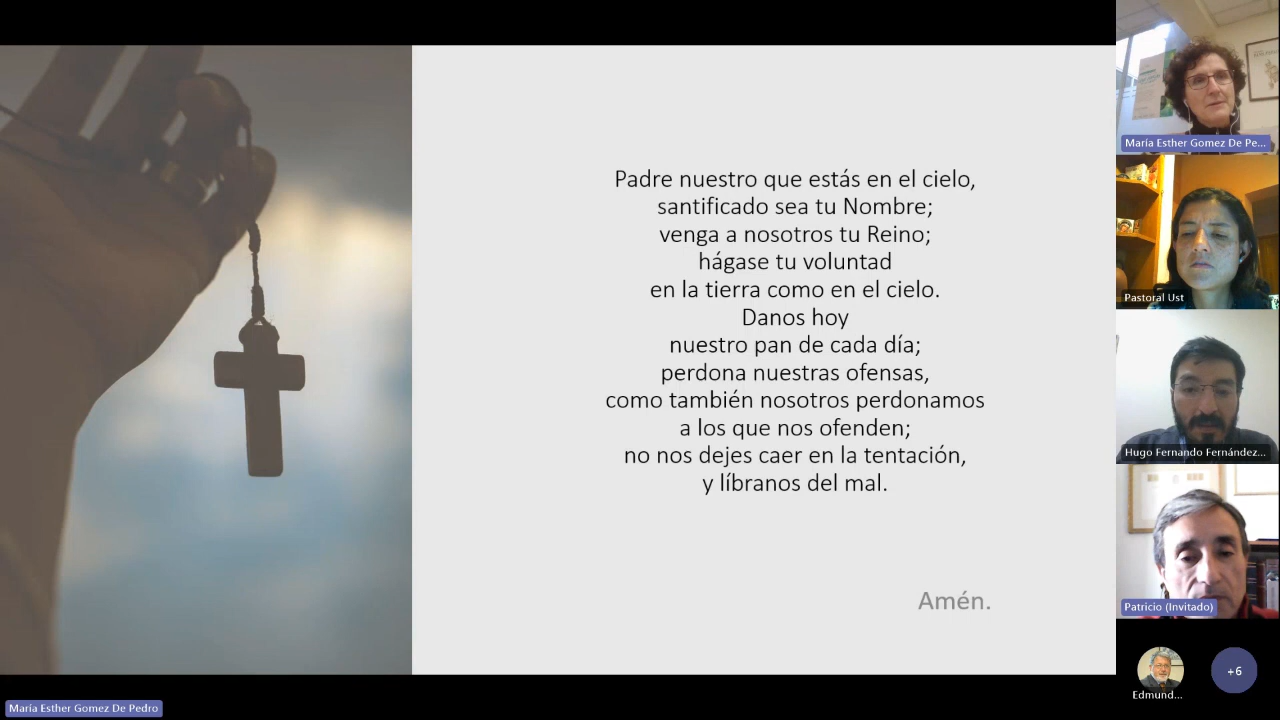 Padre nuestro que estás en el cielo,
santificado sea tu Nombre;
venga a nosotros tu Reino;
hágase tu voluntad
en la tierra como en el cielo.
Danos hoy
nuestro pan de cada día;
perdona nuestras ofensas,
como también nosotros perdonamos
a los que nos ofenden;
no nos dejes caer en la tentación,
y líbranos del mal.
Amén.
María Esther Gomez De Pe...
Pastoral Ust
Hugo Fernando Fernández...
Patricio (Invitado)
Edmund...
+6
María Esther Gomez De Pedro